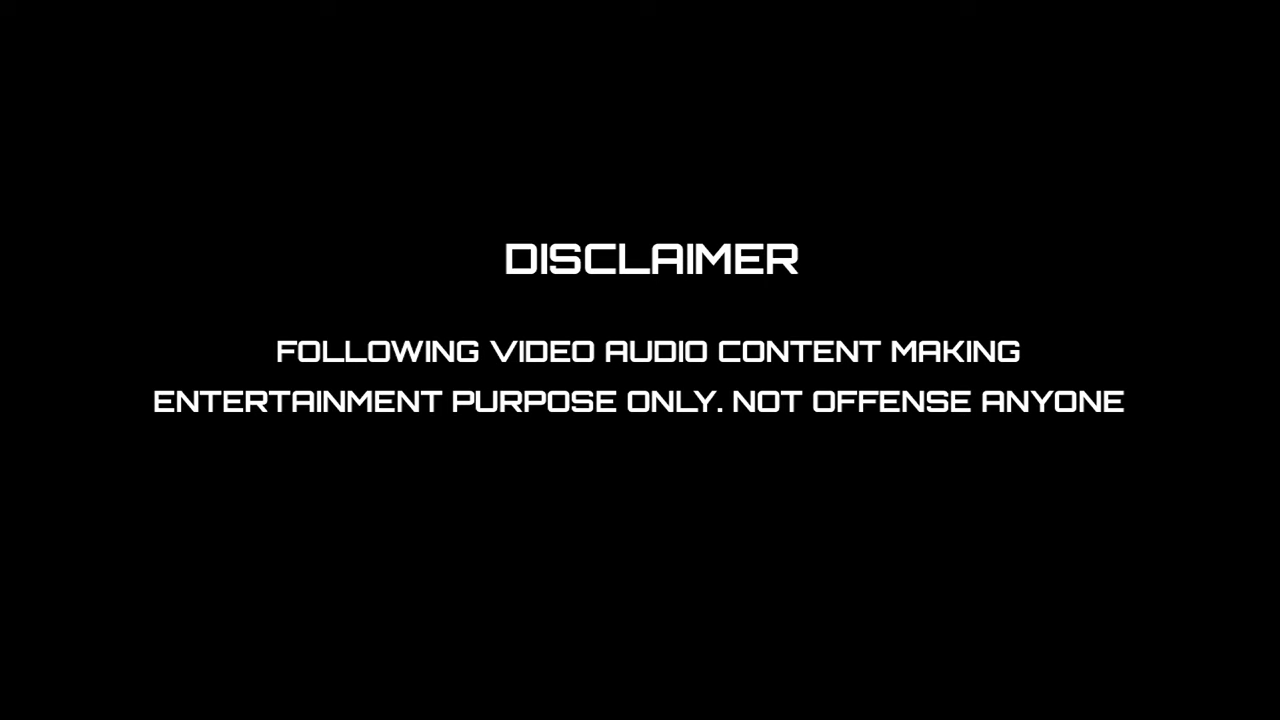 DISCLAIMER
FOLLOWING VIDEO AUDIO CONTENT MAKING
ENTERTAINMENT PURPOSE ONLY. NOT OFFENSE ANYONE